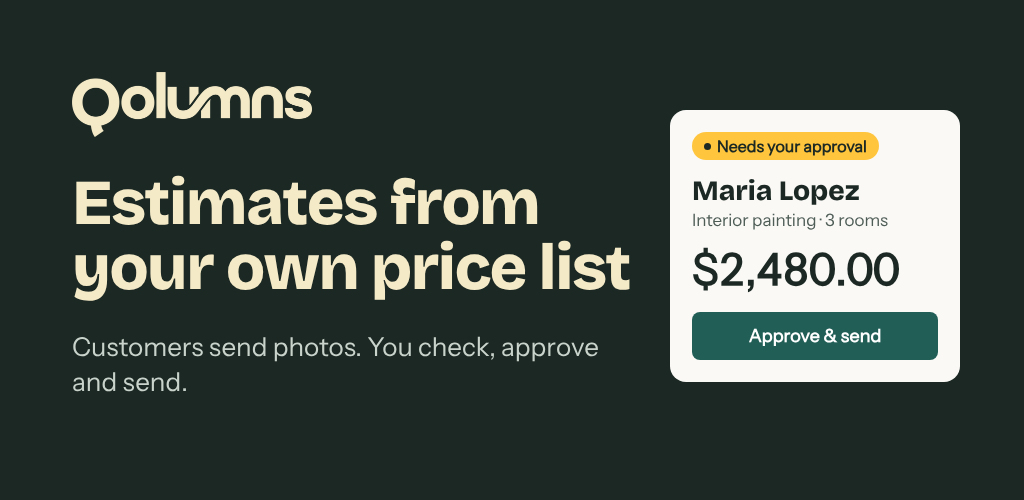 Qolumns
Estimates from
your own price list
Customers send photos. You check, approve
and send.
Needs your approval
Maria Lopez
Interior painting · 3 rooms
$2,480.00
Approve & send